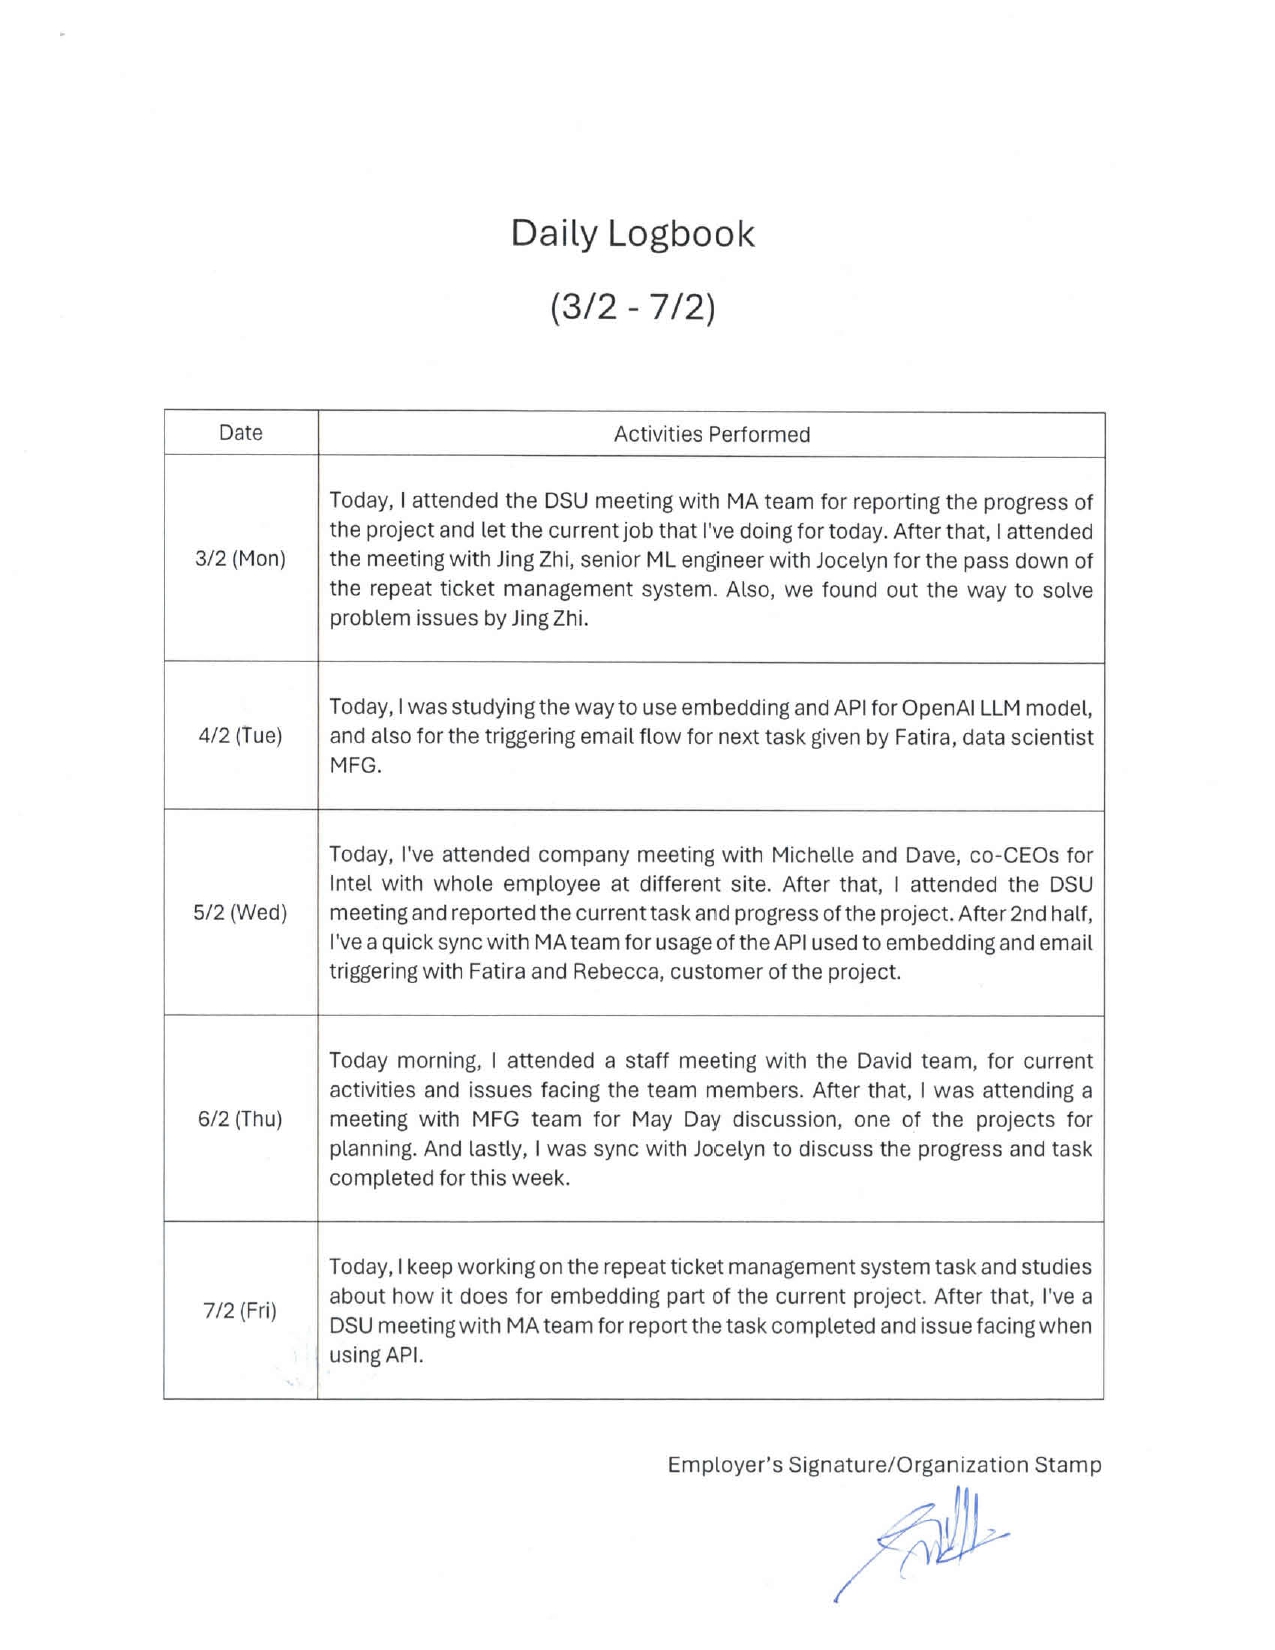 Daily Logbook
(3/2 - 7/2)
Date
Activities Performed
3/2 (Mon)
Today, I attended the DSU meeting with MA team for reporting the progress of
the project and let the current job that I've doing for today. After that, I attended
the meeting with Jing Zhi, senior ML engineer with Jocelyn for the pass down of
the repeat ticket management system. Also, we found out the way to solve
problem issues by Jing Zhi.
4/2 (Tue)
Today, I was studying the way to use embedding and API for OpenAI LLM model,
and also for the triggering email flow for next task given by Fatira, data scientist
MFG.
5/2 (Wed)
Today, I've attended company meeting with Michelle and Dave, co-CEOs for
Intel with whole employee at different site. After that, I attended the DSU
meeting and reported the current task and progress of the project. After 2nd half,
I've a quick sync with MA team for usage of the API used to embedding and email
triggering with Fatira and Rebecca, customer of the project.
6/2 (Thu)
Today morning, I attended a staff meeting with the David team, for current
activities and issues facing the team members. After that, I was attending a
meeting with MFG team for May Day discussion, one of the projects for
planning. And lastly, I was sync with Jocelyn to discuss the progress and task
completed for this week.
7/2 (Fri)
Today, I keep working on the repeat ticket management system task and studies
about how it does for embedding part of the current project. After that, I've a
DSU meeting with MA team for report the task completed and issue facing when
using API.
Employer's Signature/Organization Stamp